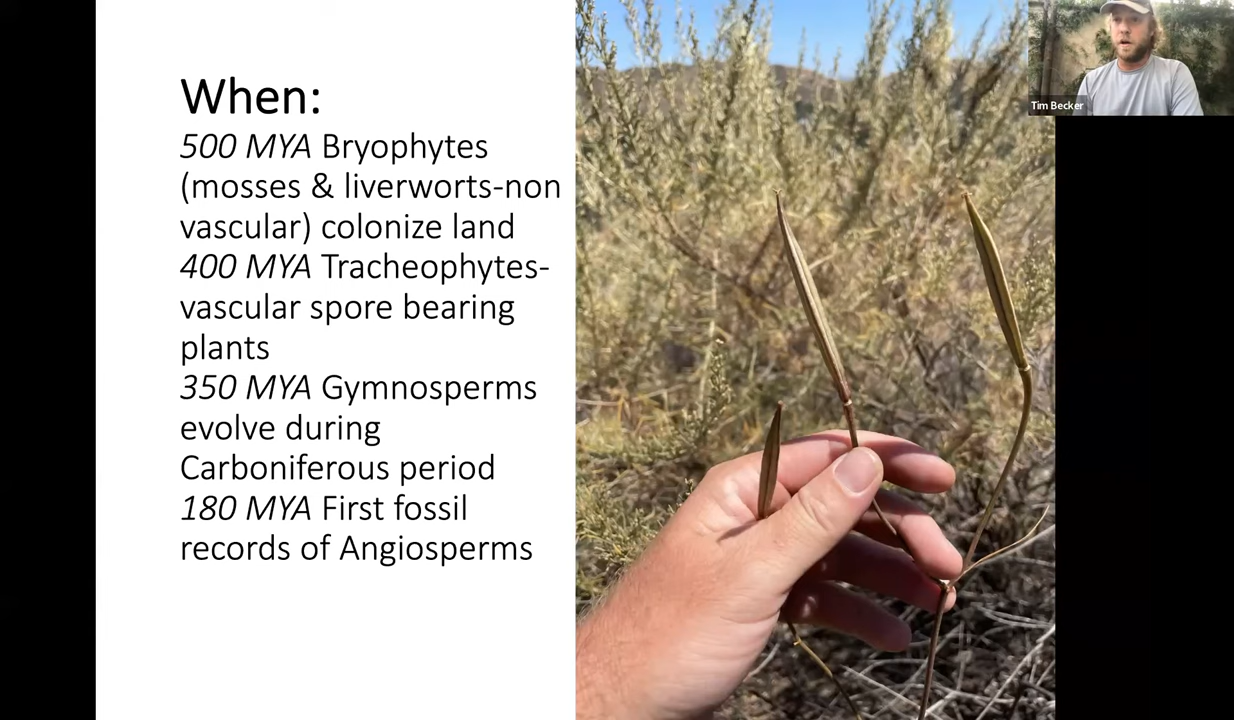 When:
500 MYA Bryophytes
(mosses & liverworts-non
vascular) colonize land
400 MYA Tracheophytes-
vascular spore bearing
plants
350 MYA Gymnosperms
evolve during
Carboniferous period
180 MYA First fossil
records of Angiosperms
Tim Becker